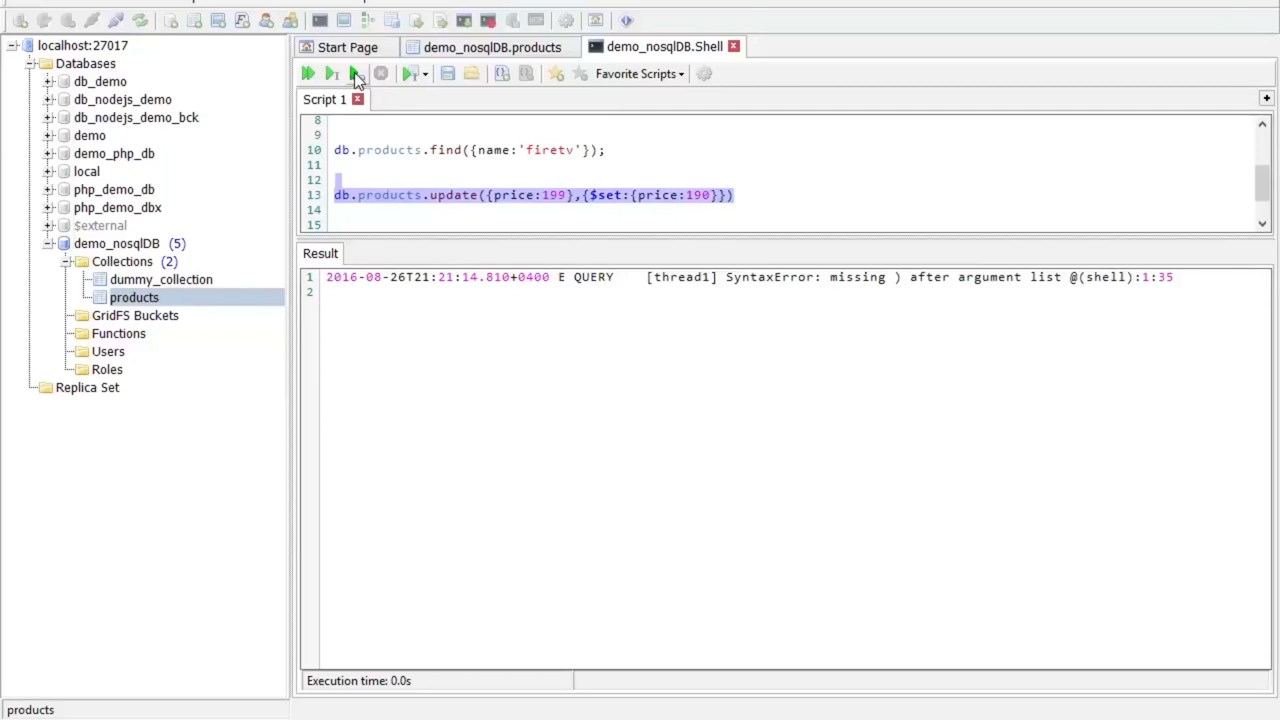 localhost:27017
Databases
db_demo
db_nodejs_demo
db_nodejs_demo_bck
demo
demo_php_db
local
php_demo_db
php_demo_dbx
$external
demo_nosqlDB (5)
Collections (2)
dummy_collection
products
GridFS Buckets
Functions
Users
Roles
Replica Set
products
Start Page
demo_nosqlDB.products
demo_nosqlDB.Shell
Favorite Scripts
Script 1
8
9
10 db.products.find({name:'firetv'});
11
12
13 db.products.update({price:199},{$set:{price:190}})
14
15
Result
1 2016-08-26T21:21:14.810+0400 E QUERY [thread1] SyntaxError: missing ) after argument list @(shell):1:35
2
Execution time: 0.0s